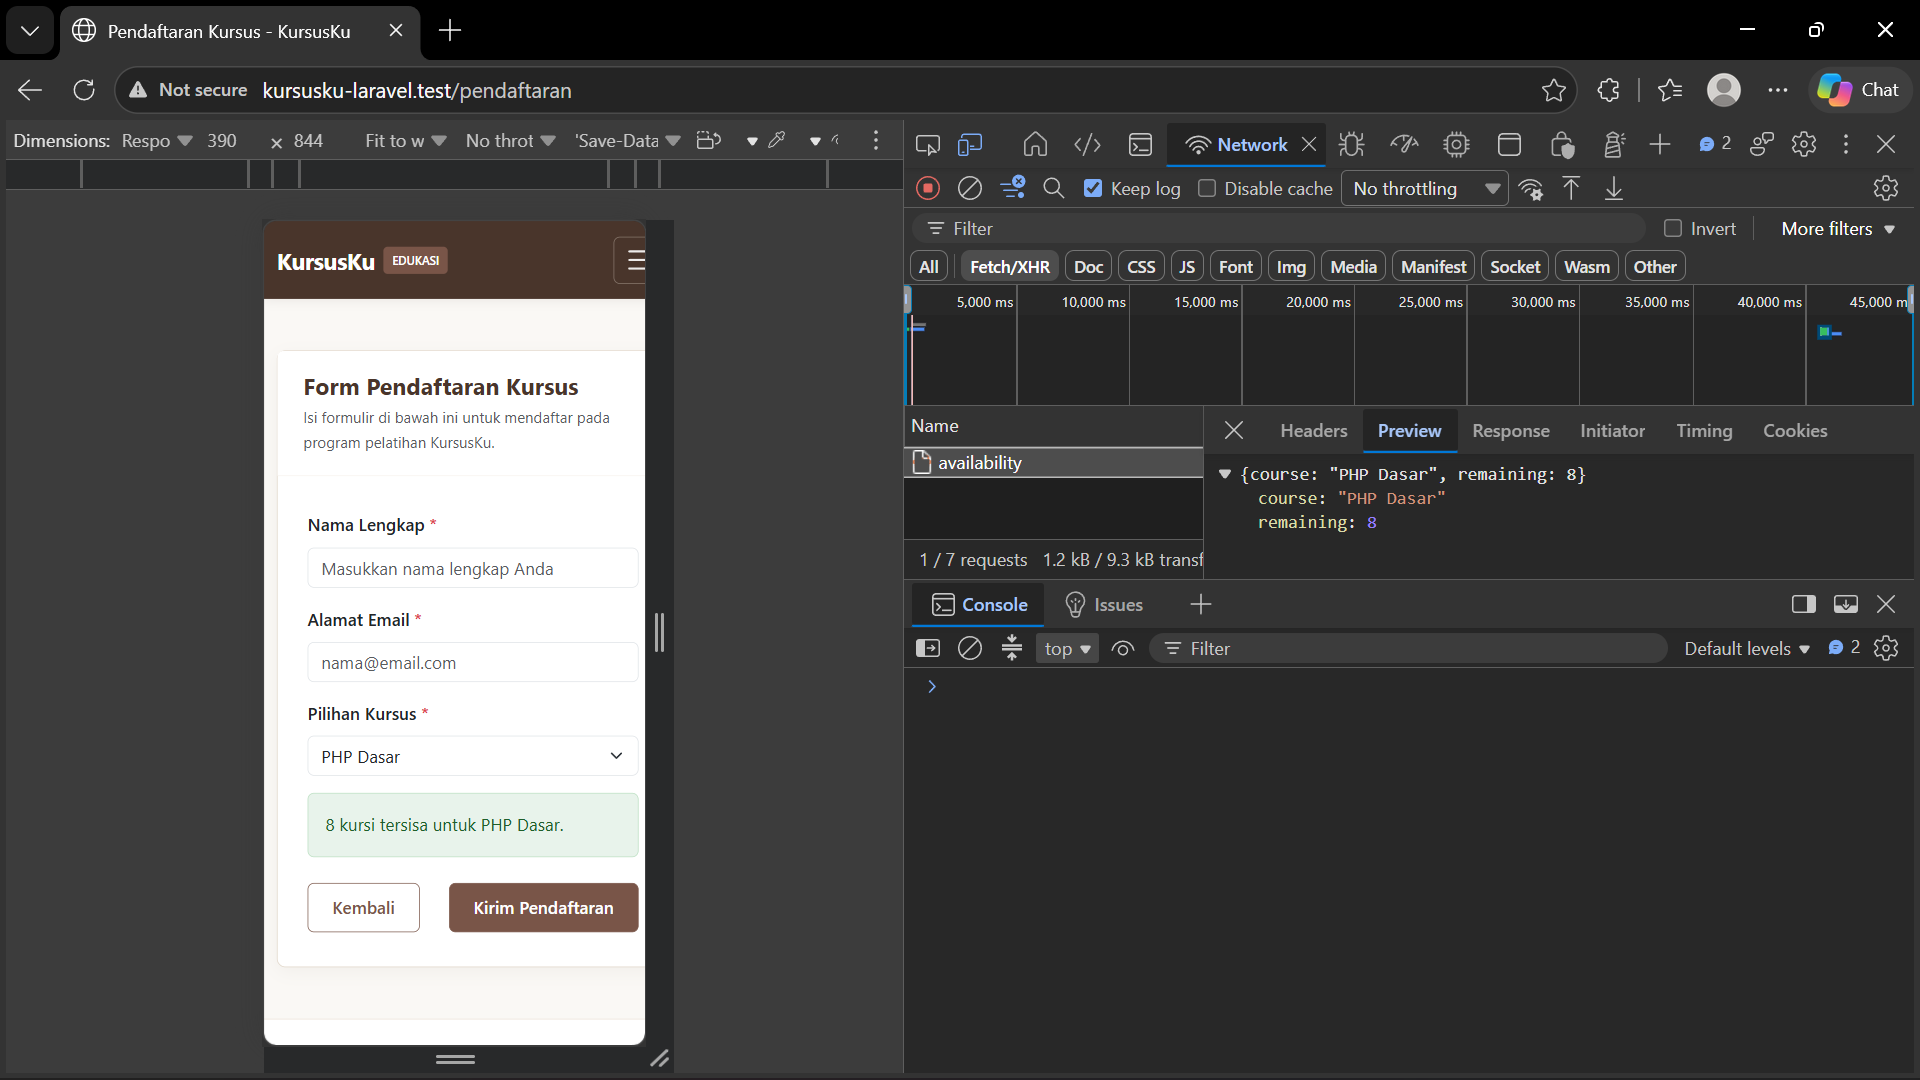 Pendaftaran Kursus - KursusKu
Not secure kursusku-laravel.test/pendaftaran
Chat
Dimensions: Respo 390 x 844 Fit to w No throt 'Save-Data
Network
2
Keep log Disable cache No throttling
Filter
Invert More filters
All Fetch/XHR Doc CSS JS Font Img Media Manifest Socket Wasm Other
5,000 ms 10,000 ms 15,000 ms 20,000 ms 25,000 ms 30,000 ms 35,000 ms 40,000 ms 45,000 m
Name
Headers Preview Response Initiator Timing Cookies
availability
{course: "PHP Dasar", remaining: 8}
course: "PHP Dasar"
remaining: 8
1 / 7 requests 1.2 kB / 9.3 kB transf
Console Issues
top Filter Default levels 2
KursusKu EDUKASI
Form Pendaftaran Kursus
Isi formulir di bawah ini untuk mendaftar pada
program pelatihan KursusKu.
Nama Lengkap *
Masukkan nama lengkap Anda
Alamat Email *
nama@email.com
Pilihan Kursus *
PHP Dasar
8 kursi tersisa untuk PHP Dasar.
Kembali Kirim Pendaftaran